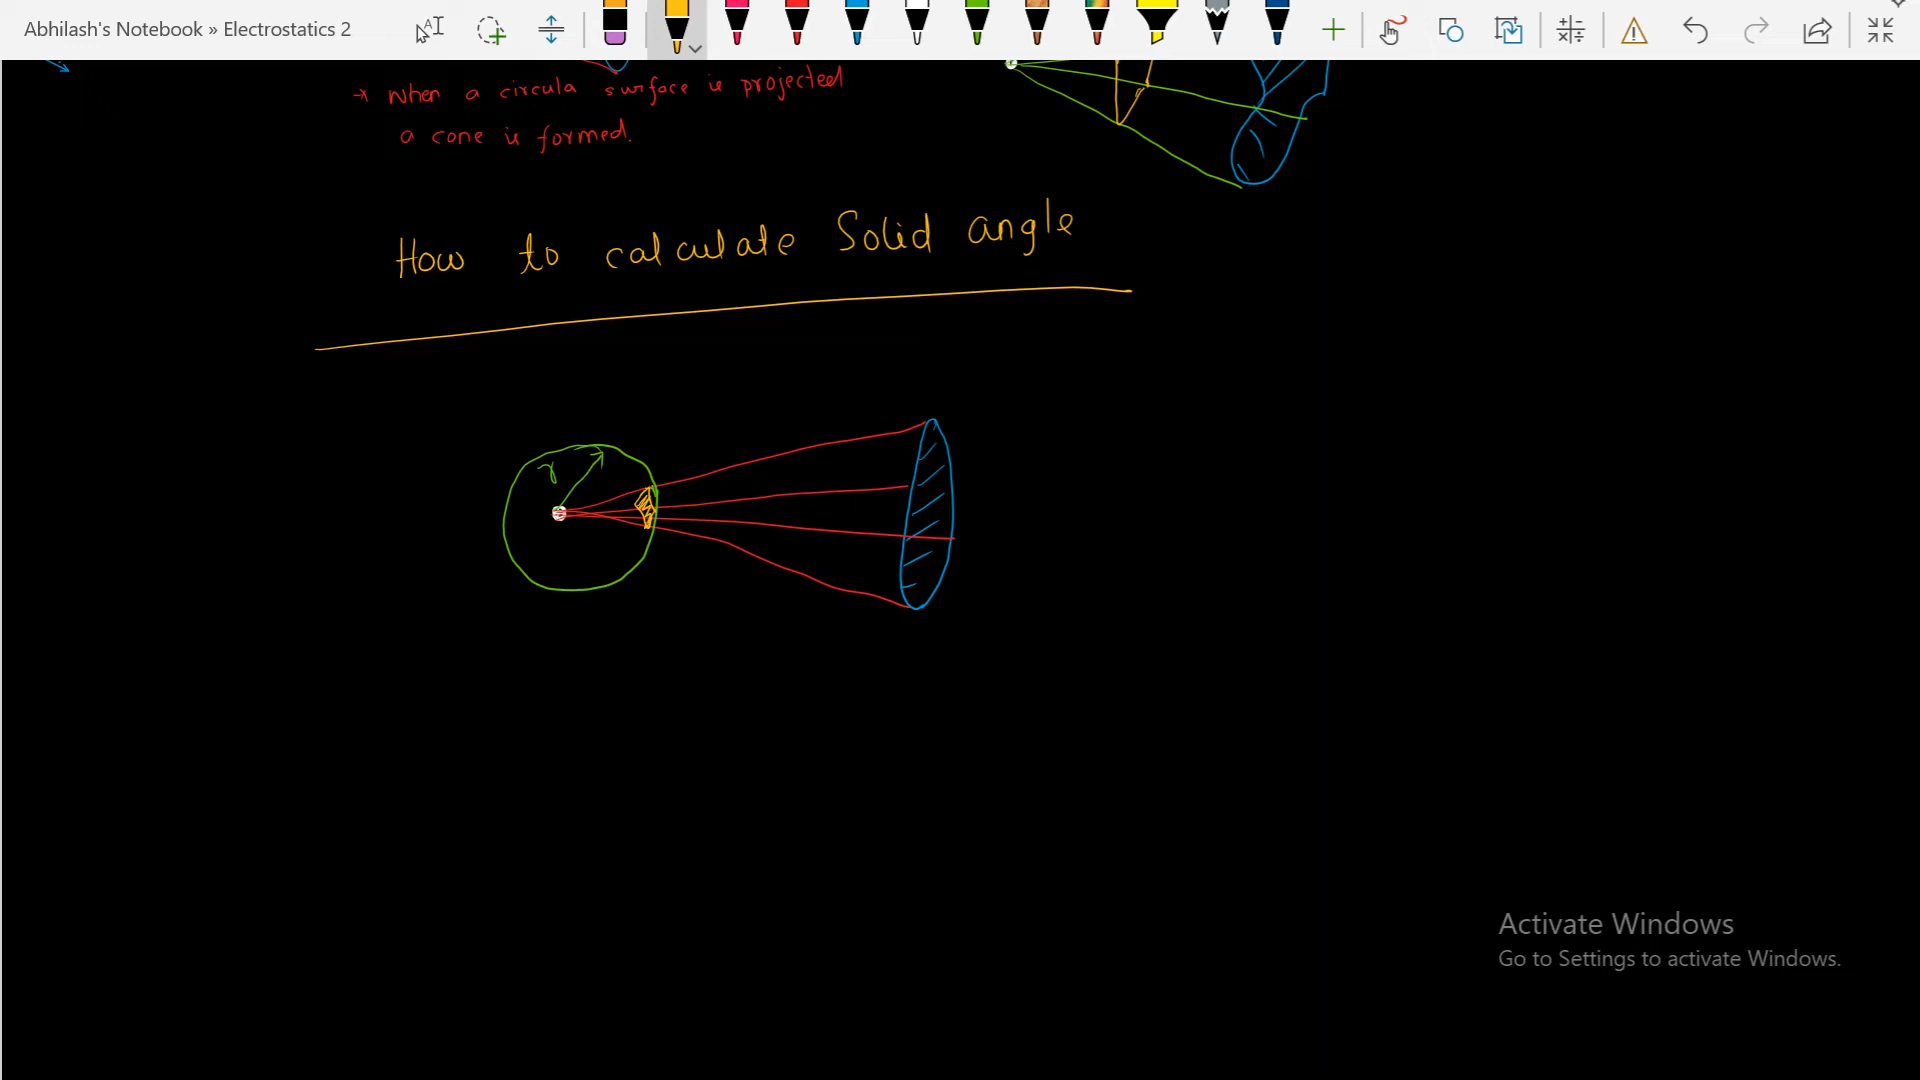 Abhilash's Notebook » Electrostatics 2
→ When a circula surface is projected
a cone is formed.
How to calculate Solid angle
r
Activate Windows
Go to Settings to activate Windows.